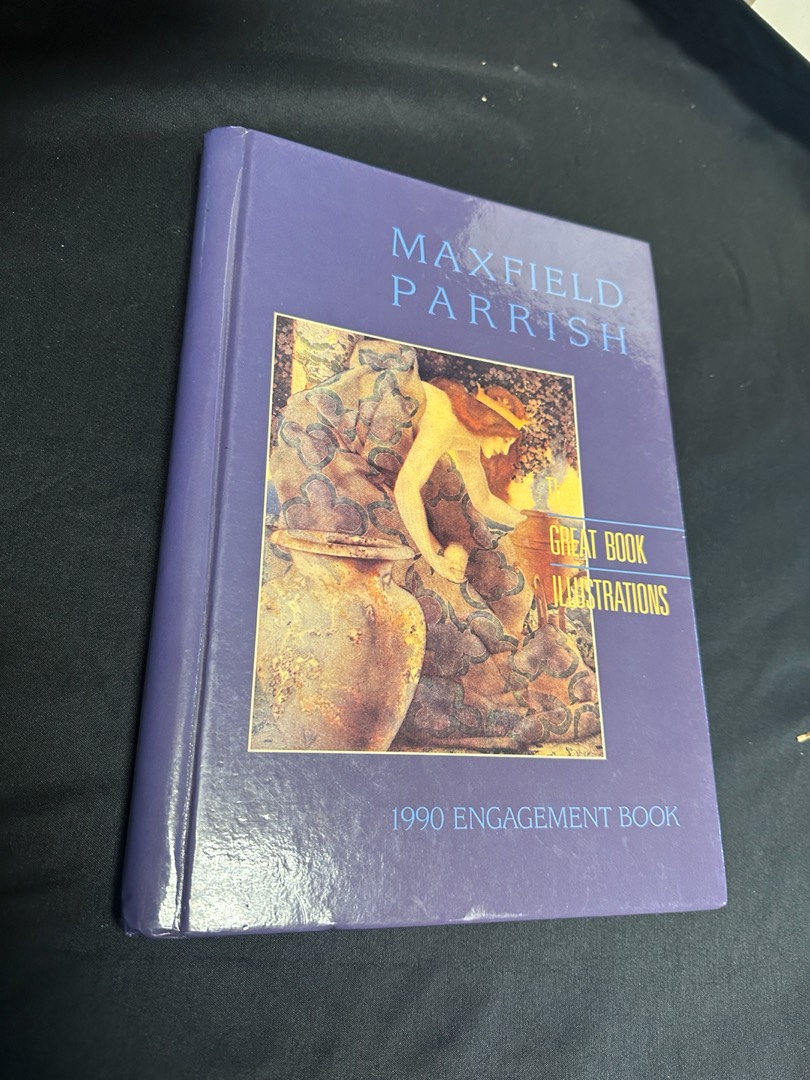 MAXFIELD
PARRISH
GREAT BOOK
ILLUSTRATIONS
1990 ENGAGEMENT BOOK